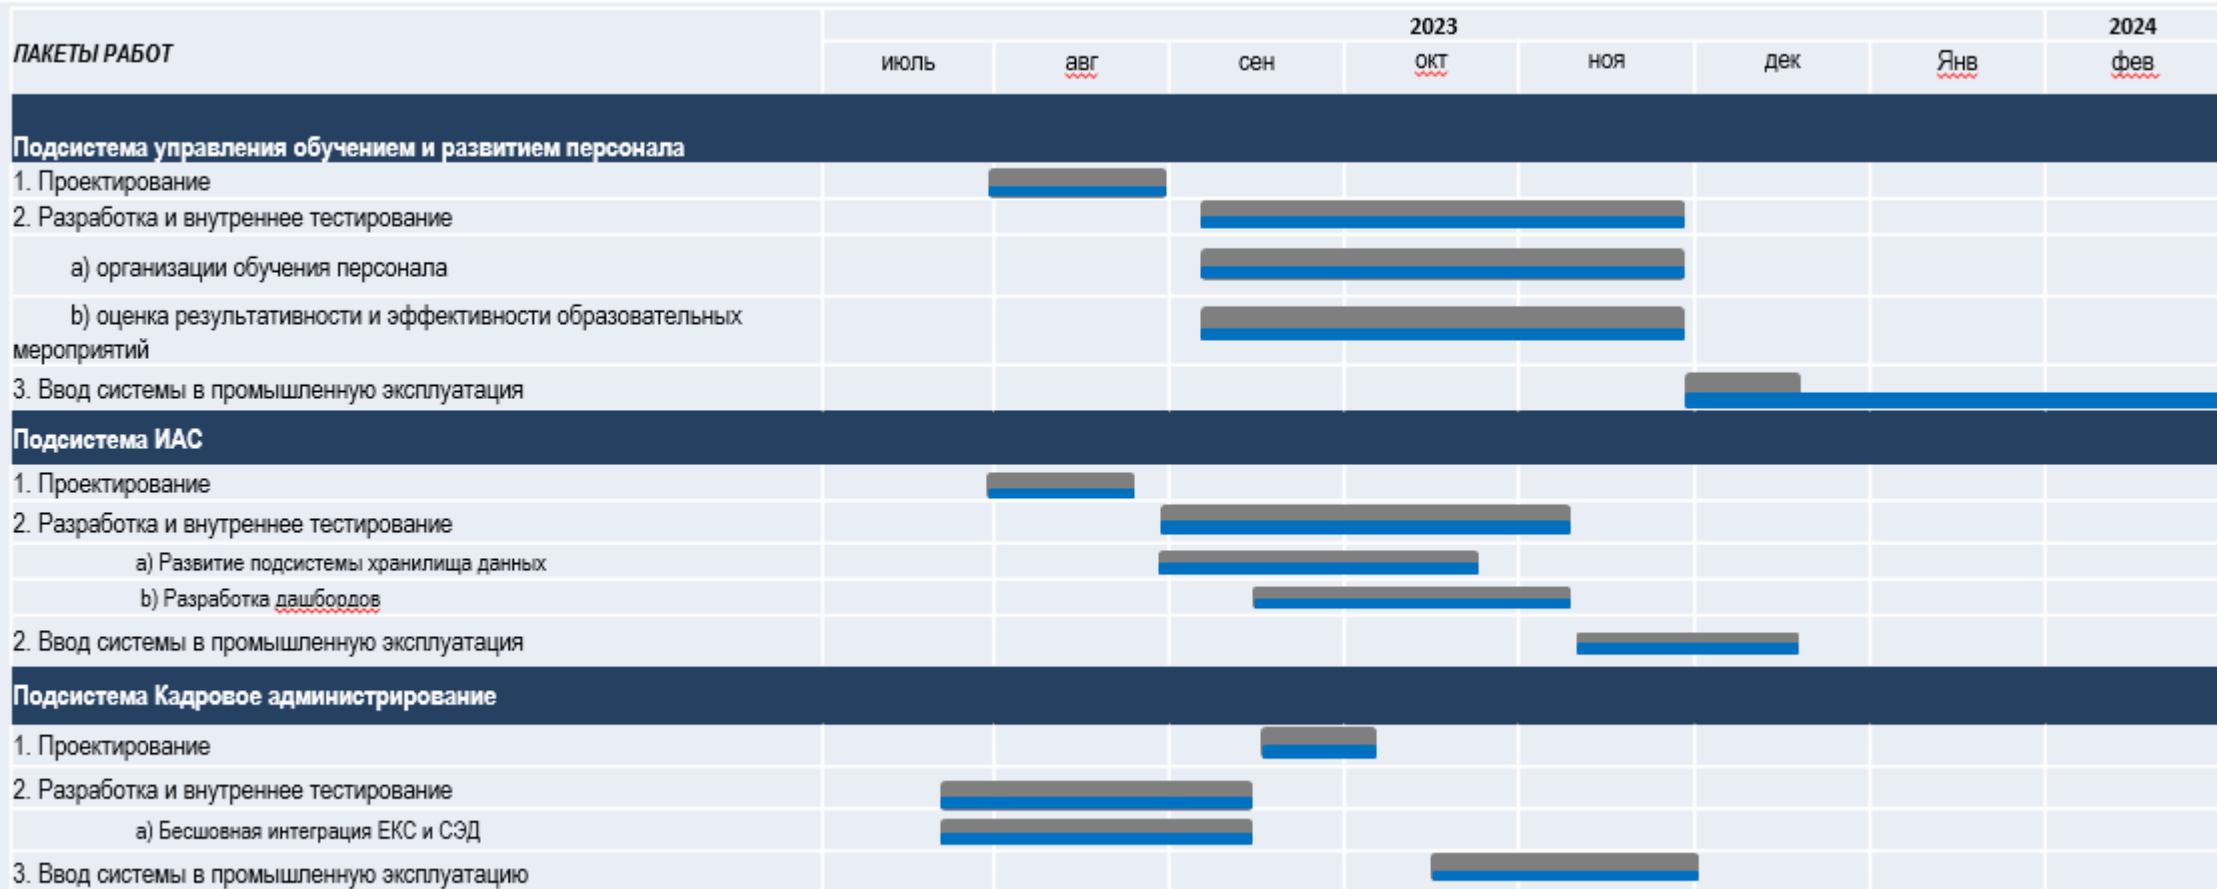 2023 2024
ПАКЕТЫ РАБОТ
июль авг сен окт ноя дек Янв фев
Подсистема управления обучением и развитием персонала
1. Проектирование
2. Разработка и внутреннее тестирование
a) организации обучения персонала
b) оценка результативности и эффективности образовательных
мероприятий
3. Ввод системы в промышленную эксплуатация
Подсистема ИАС
1. Проектирование
2. Разработка и внутреннее тестирование
a) Развитие подсистемы хранилища данных
b) Разработка дашбордов
2. Ввод системы в промышленную эксплуатация
Подсистема Кадровое администрирование
1. Проектирование
2. Разработка и внутреннее тестирование
a) Бесшовная интеграция ЕКС и СЭД
3. Ввод системы в промышленную эксплуатацию